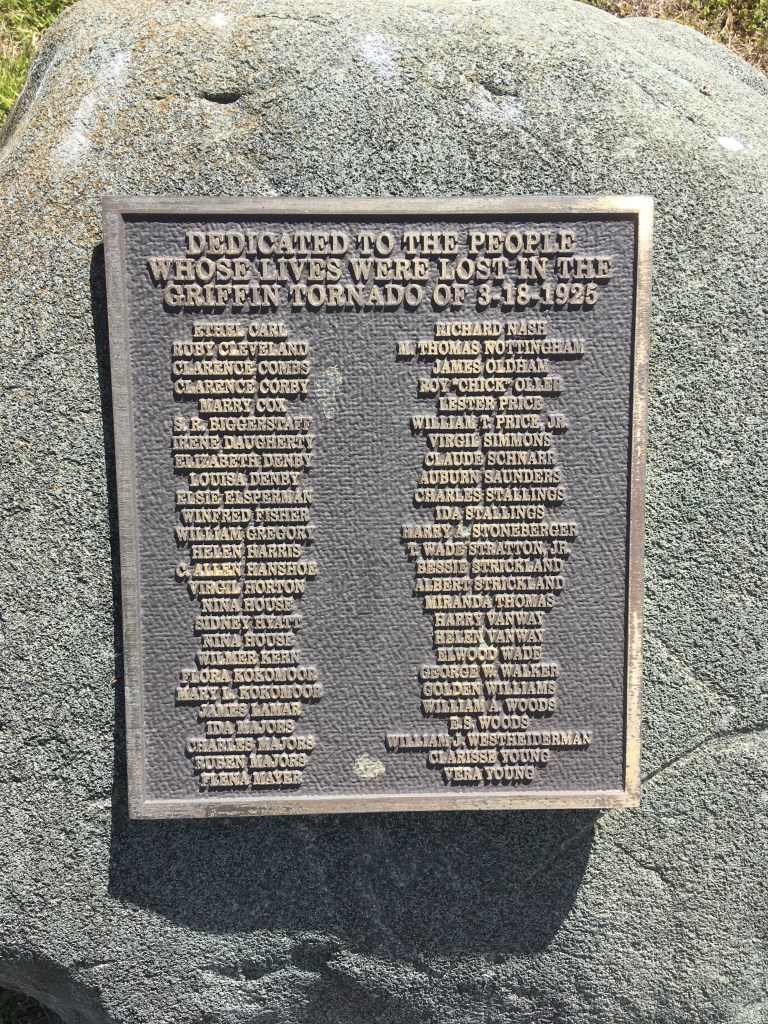 DEDICATED TO THE PEOPLE
WHOSE LIVES WERE LOST IN THE
GRIFFIN TORNADO OF 3-18-1925
ETHEL CARL
RUBY CLEVELAND
CLARENCE COMBS
CLARENCE CORBY
MARRY COX
S. R. BIGGERSTAFF
IRENE DAUGHERTY
ELIZABETH DENBY
LOUISA DENBY
ELSIE ELSPERMAN
WINFRED FISHER
WILLIAM GREGORY
HELEN HARRIS
C. ALLEN HANSHOE
VIRGIL HORTON
NINA HOUSE
SIDNEY HYATT
NINA HOUSE
WILMER KERN
FLORA KOKOMOOR
MARY L. KOKOMOOR
JAMES LAMAR
IDA MAJORS
CHARLES MAJORS
RUBEN MAJORS
FLENA MAYER
RICHARD NASH
M. THOMAS NOTTINGHAM
JAMES OLDHAM
ROY "CHICK" OLLER
LESTER PRICE
WILLIAM T. PRICE, JR.
VIRGIL SIMMONS
CLAUDE SCHNARR
AUBURN SAUNDERS
CHARLES STALLINGS
IDA STALLINGS
HARRY A. STONEBERGER
T. WADE STRATTON, JR.
BESSIE STRICKLAND
ALBERT STRICKLAND
MIRANDA THOMAS
HARRY VANWAY
HELEN VANWAY
ELWOOD WADE
GEORGE W. WALKER
GOLDEN WILLIAMS
WILLIAM A. WOODS
E.S. WOODS
WILLIAM J. WESTHEIDERMAN
CLARISSE YOUNG
VERA YOUNG